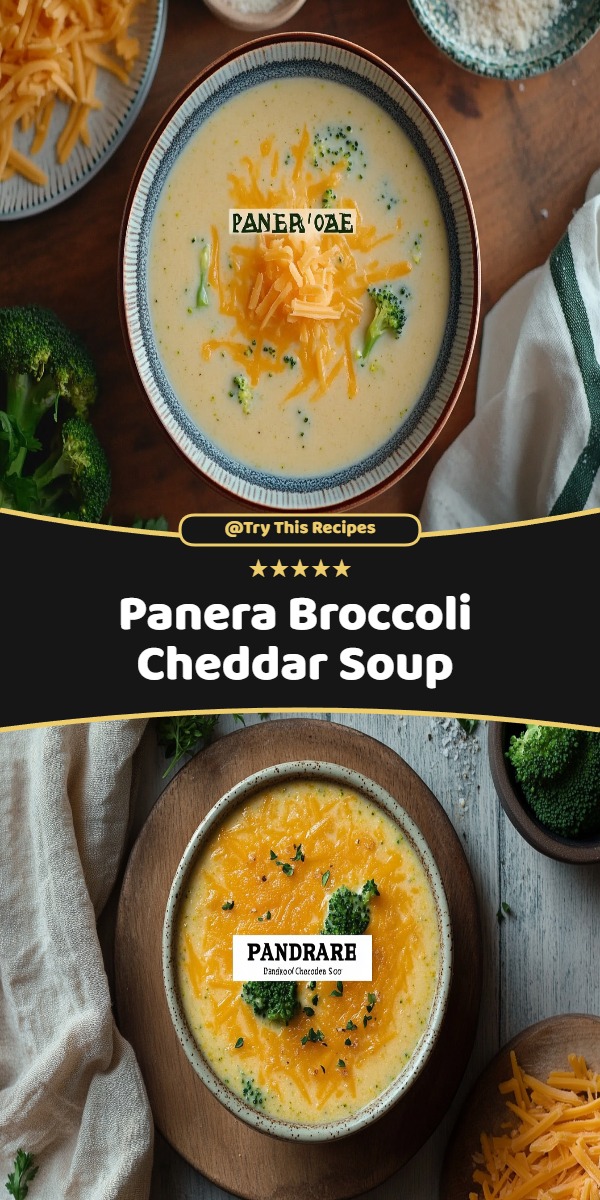 PANER'OAE
@Try This Recipes
Panera Broccoli
Cheddar Soup
PANDRARE